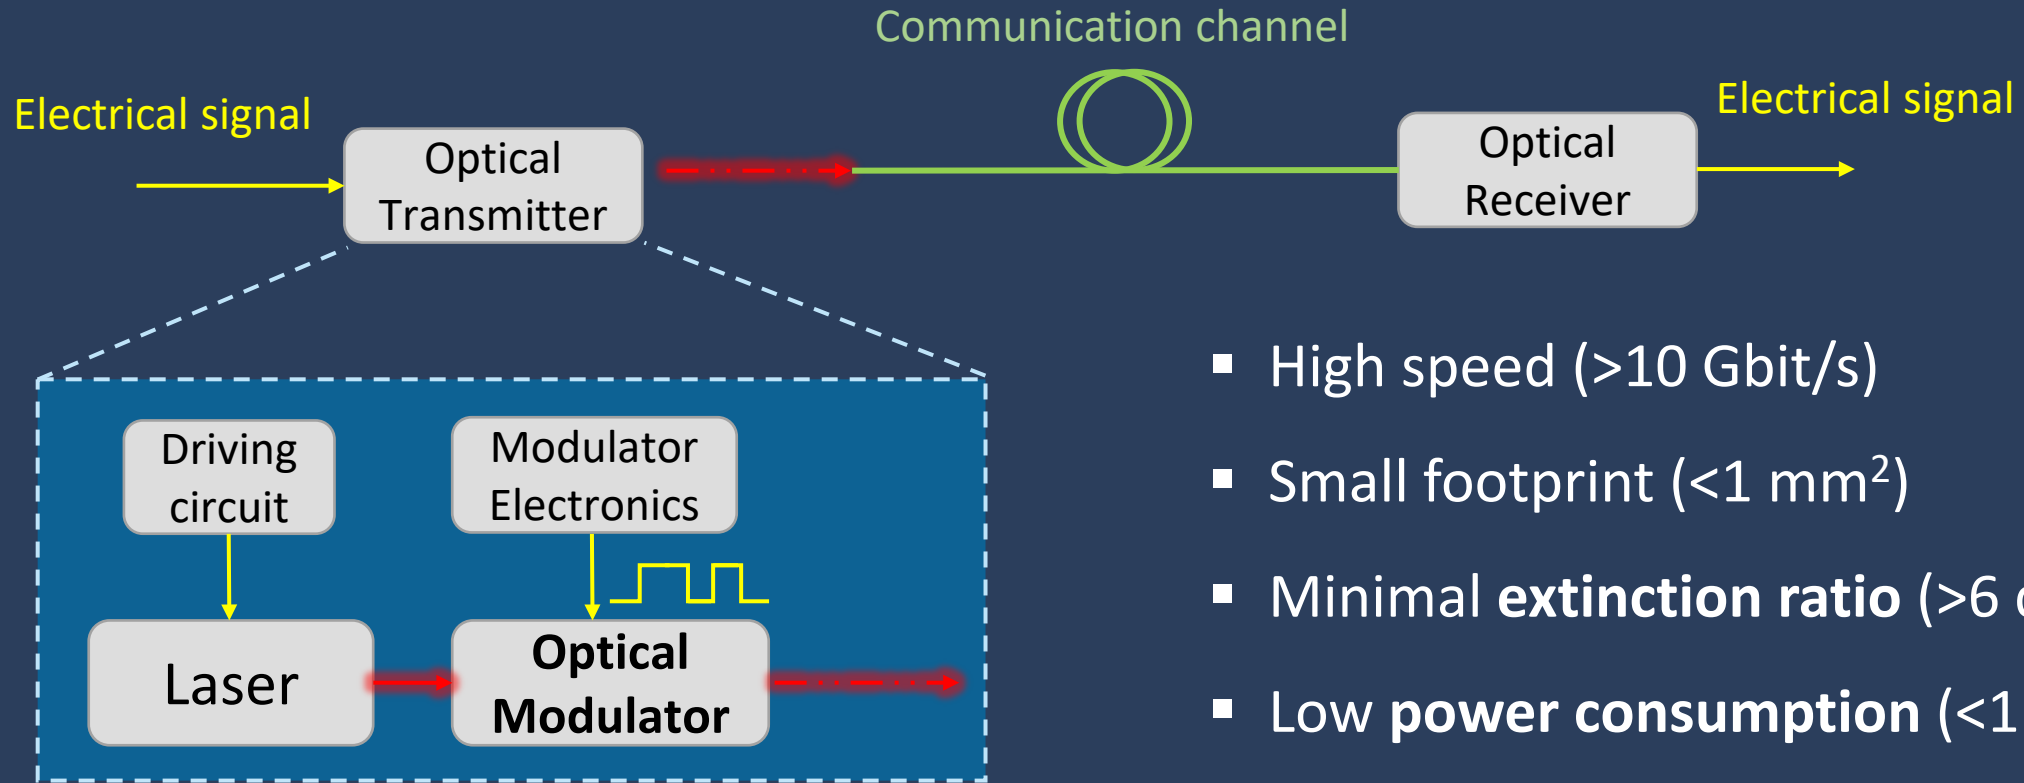 Communication channel
Electrical signal
Electrical signal
Optical
Transmitter
Optical
Receiver
▪ High speed (>10 Gbit/s)
▪ Small footprint (<1 mm²)
▪ Minimal extinction ratio (>6
▪ Low power consumption (<1
Driving
circuit
Modulator
Electronics
Laser
Optical
Modulator